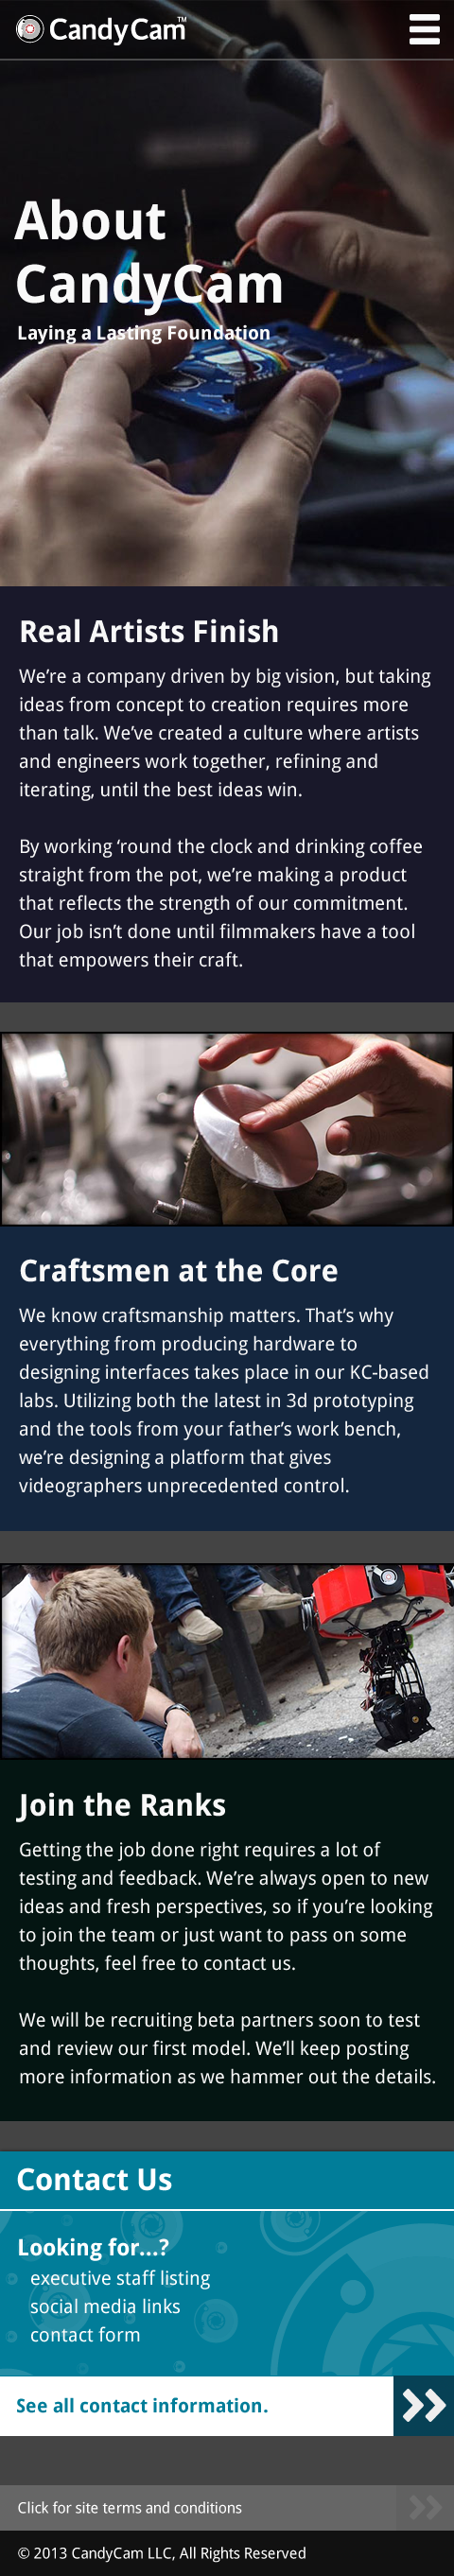 CandyCam™
About
CandyCam
Laying a Lasting Foundation
Real Artists Finish
We’re a company driven by big vision, but taking
ideas from concept to creation requires more
than talk. We’ve created a culture where artists
and engineers work together, refining and
iterating, until the best ideas win.
By working ‘round the clock and drinking coffee
straight from the pot, we’re making a product
that reflects the strength of our commitment.
Our job isn’t done until filmmakers have a tool
that empowers their craft.
Craftsmen at the Core
We know craftsmanship matters. That’s why
everything from producing hardware to
designing interfaces takes place in our KC-based
labs. Utilizing both the latest in 3d prototyping
and the tools from your father’s work bench,
we’re designing a platform that gives
videographers unprecedented control.
Join the Ranks
Getting the job done right requires a lot of
testing and feedback. We’re always open to new
ideas and fresh perspectives, so if you’re looking
to join the team or just want to pass on some
thoughts, feel free to contact us.
We will be recruiting beta partners soon to test
and review our first model. We’ll keep posting
more information as we hammer out the details.
Contact Us
Looking for...?
executive staff listing
social media links
contact form
See all contact information.
Click for site terms and conditions
© 2013 CandyCam LLC, All Rights Reserved